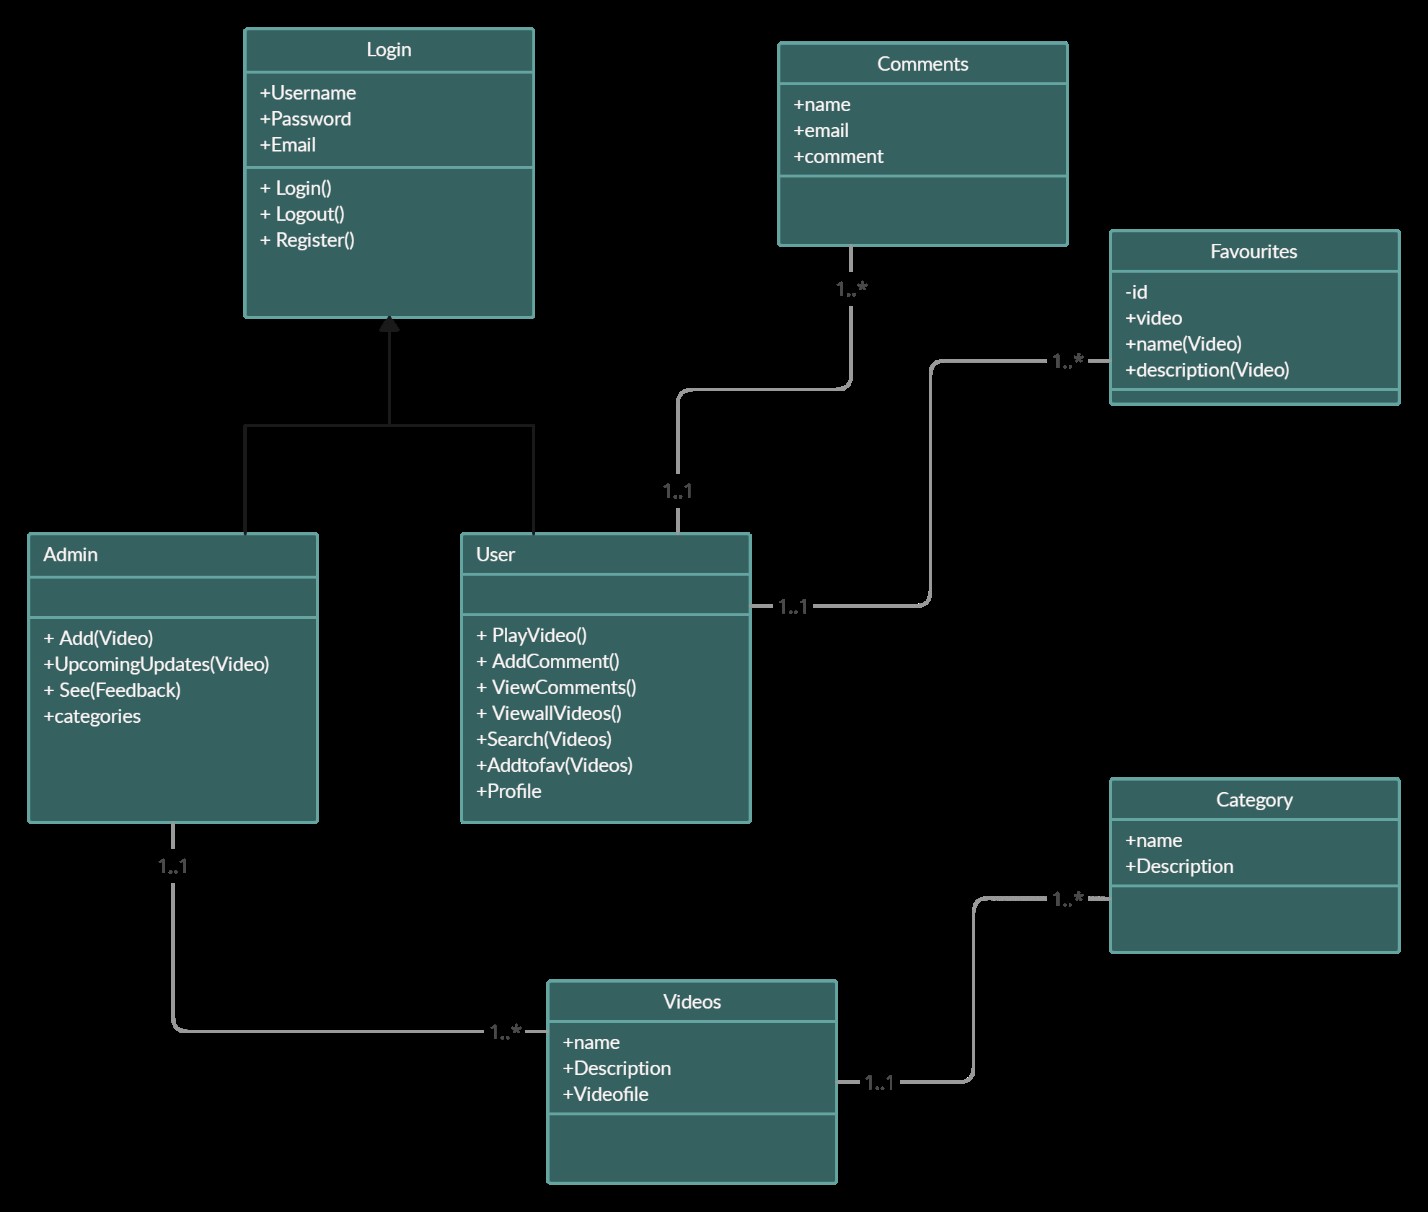 Login
+Username
+Password
+Email
+ Login()
+ Logout()
+ Register()
Comments
+name
+email
+comment
1..*
Favourites
-id
+video
+name(Video)
+description(Video)
1..*
1..1
1..1
Admin
+ Add(Video)
+UpcomingUpdates(Video)
+ See(Feedback)
+categories
User
+ PlayVideo()
+ AddComment()
+ ViewComments()
+ ViewallVideos()
+Search(Videos)
+Addtofav(Videos)
+Profile
1..1
Category
+name
+Description
1..*
1..*
Videos
+name
+Description
+Videofile
1..1